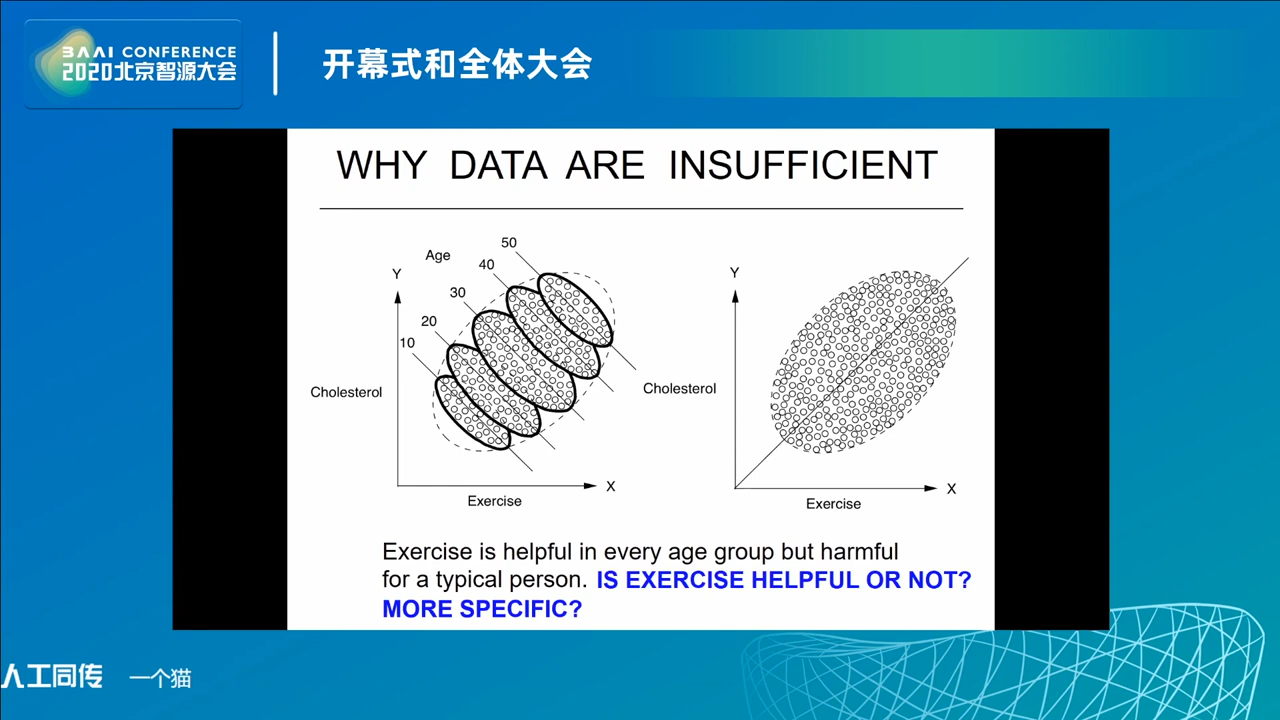 BAAI CONFERENCE
2020北京智源大会
开幕式和全体大会
WHY DATA ARE INSUFFICIENT
Age
50
40
30
20
10
Y
Cholesterol
X
Exercise
Y
Cholesterol
X
Exercise
Exercise is helpful in every age group but harmful
for a typical person. IS EXERCISE HELPFUL OR NOT?
MORE SPECIFIC?
人工同传 一个猫